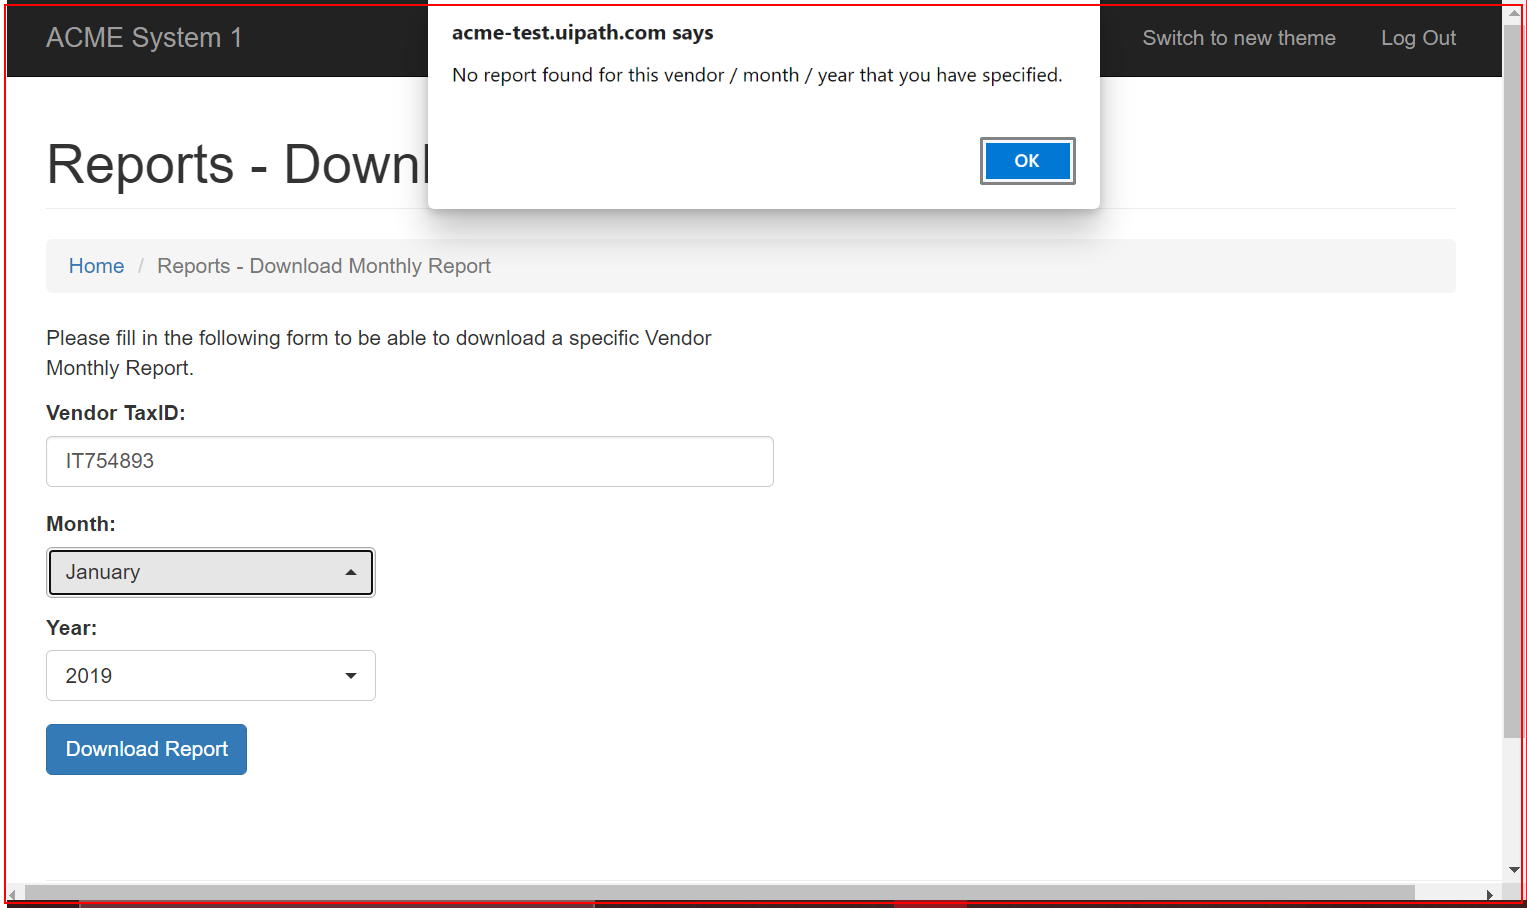 ACME System 1
acme-test.uipath.com says
No report found for this vendor / month / year that you have specified.
OK
Switch to new theme
Log Out
Reports - Downl
Home / Reports - Download Monthly Report
Please fill in the following form to be able to download a specific Vendor
Monthly Report.
Vendor TaxID:
IT754893
Month:
January
Year:
2019
Download Report